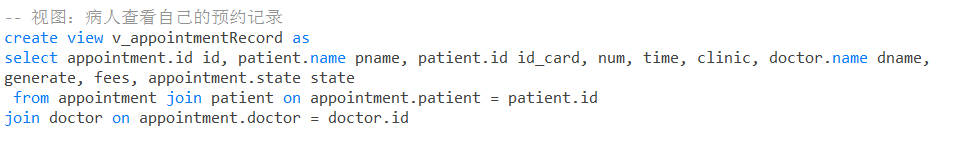 -- 视图：病人查看自己的预约记录
create view v_appointmentRecord as
select appointment.id id, patient.name pname, patient.id id_card, num, time, clinic, doctor.name dname,
generate, fees, appointment.state state
from appointment join patient on appointment.patient = patient.id
join doctor on appointment.doctor = doctor.id